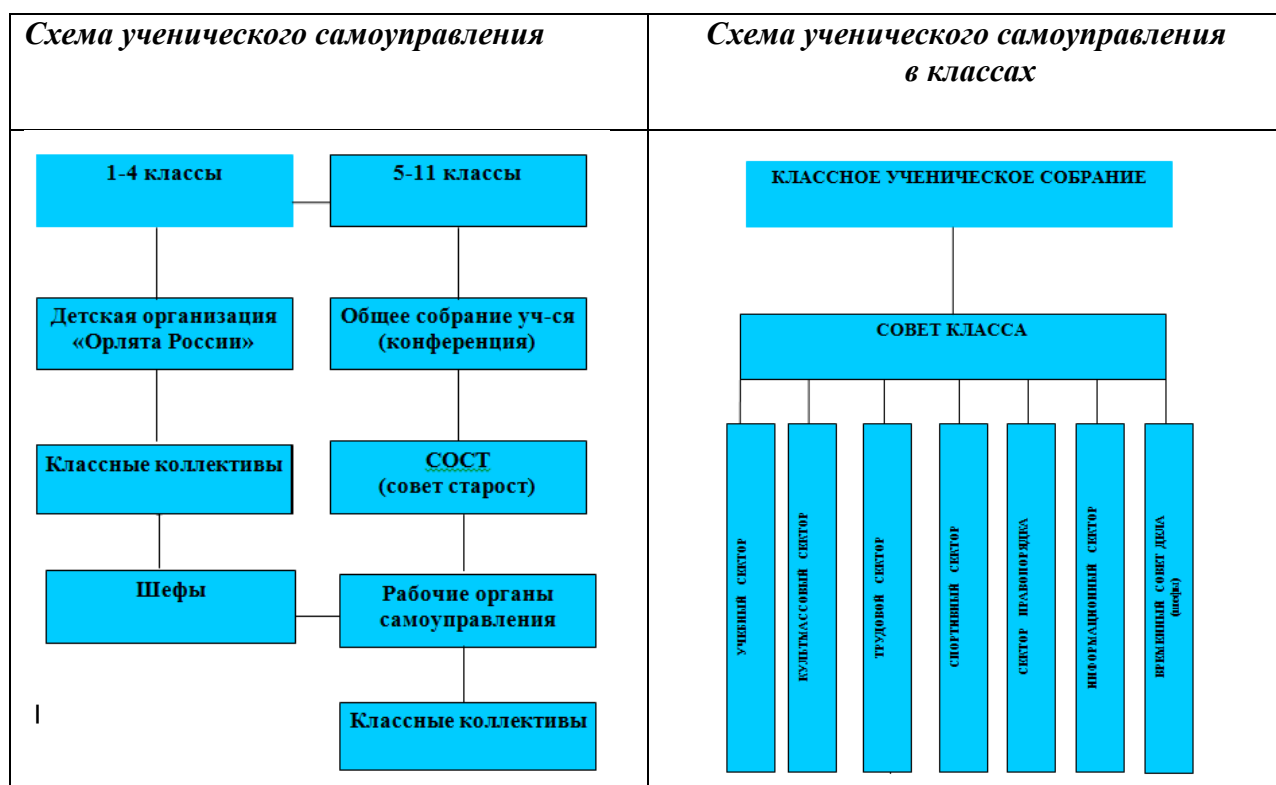 Схема ученического самоуправления
Схема ученического самоуправления
в классах
1-4 классы
5-11 классы
Детская организация
«Орлята России»
Общее собрание уч-ся
(конференция)
Классные коллективы
СОСТ
(совет старост)
Шефы
Рабочие органы
самоуправления
Классные коллективы
КЛАССНОЕ УЧЕНИЧЕСКОЕ СОБРАНИЕ
СОВЕТ КЛАССА
УЧЕБНЫЙ СЕКТОР
КУЛЬТМАССОВЫЙ СЕКТОР
ТРУДОВОЙ СЕКТОР
СПОРТИВНЫЙ СЕКТОР
СЕКТОР ПРАВОПОРЯДКА
ИНФОРМАЦИОННЫЙ СЕКТОР
ВРЕМЕННЫЙ СОВЕТ ДЕЛА
(шефы)